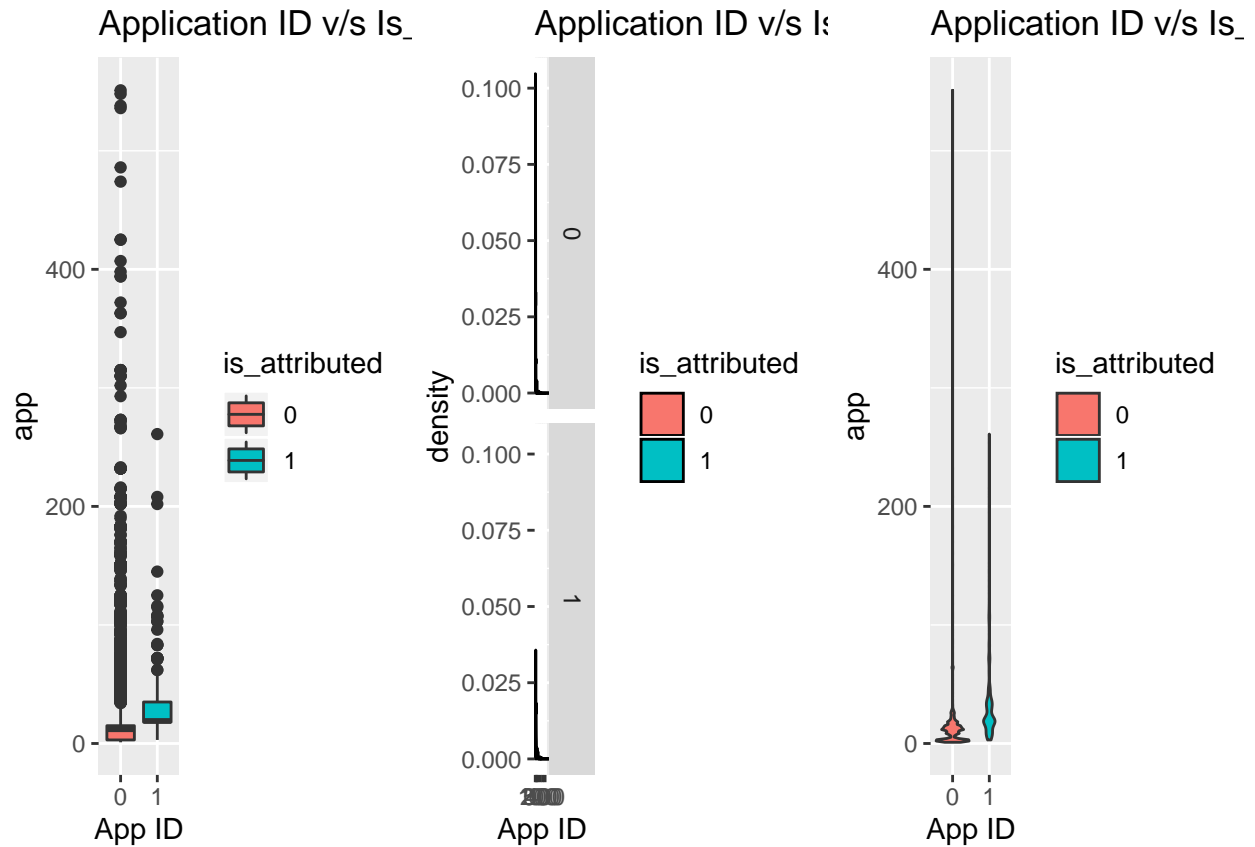 Application ID v/s Is_
400
200
0
app
0
1
App ID
is_attributed
0
1
Application ID v/s Is
0.100
0.075
0.050
0.025
0.000
0
0.100
0.075
0.050
0.025
0.000
1
density
App ID
is_attributed
0
1
Application ID v/s Is_
400
200
0
app
0
1
App ID
is_attributed
0
1